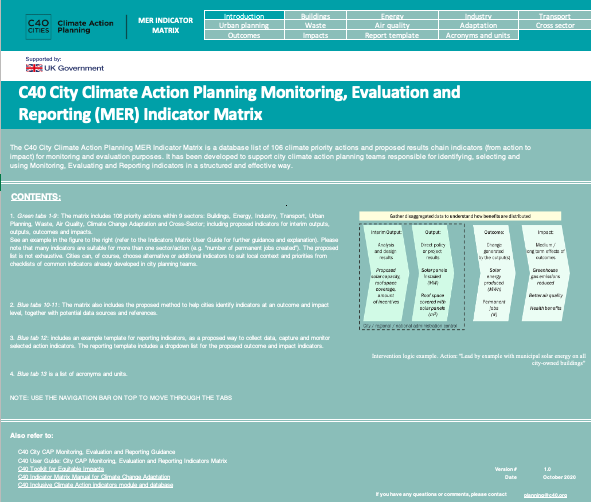 C40
CITIES
Climate Action
Planning
MER INDICATOR
MATRIX
Introduction Buildings Energy Industry Transport
Urban planning Waste Air quality Adaptation Cross sector
Outcomes Impacts Report template Acronyms and units
Supported by:
UK Government
C40 City Climate Action Planning Monitoring, Evaluation and
Reporting (MER) Indicator Matrix
The C40 City Climate Action Planning MER Indicator Matrix is a database list of 106 climate priority actions and proposed results chain indicators (from action to
impact) for monitoring and evaluation purposes. It has been developed to support city climate action planning teams responsible for identifying, selecting and
using Monitoring, Evaluating and Reporting indicators in a structured and effective way.
CONTENTS:
1. Green tabs 1-9: The matrix includes 106 priority actions within 9 sectors: Buildings, Energy, Industry, Transport, Urban
Planning, Waste, Air Quality, Climate Change Adaptation and Cross-Sector; including proposed indicators for interim outputs,
outputs, outcomes and impacts.
See an example in the figure to the right (refer to the Indicators Matrix User Guide for further guidance and explanation). Please
note that many indicators are suitable for more than one sector/action (e.g. "number of permanent jobs created"). The proposed
list is not exhaustive. Cities can, of course, choose alternative or additional indicators to suit local context and priorities from
checklists of common indicators already developed in city planning teams.
2. Blue tabs 10-11: The matrix also includes the proposed method to help cities identify indicators at an outcome and impact
level, together with potential data sources and references.
3. Blue tab 12: includes an example template for reporting indicators, as a proposed way to collect data, capture and monitor
selected action indicators. The reporting template includes a dropdown list for the proposed outcome and impact indicators.
4. Blue tab 13 is a list of acronyms and units.
NOTE: USE THE NAVIGATION BAR ON TOP TO MOVE THROUGH THE TABS
Gather disaggregated data to understand how benefits are distributed
Interim Output:
Analysis
and design
results
Proposed
solar capacity,
roof space
coverage,
amount
of incentives
Output:
Direct policy
or project
results
Solar panels
installed
(MW)
Roof space
covered with
solar panels
(m²)
Outcome:
Change
generated
by the output(s)
Solar
energy
produced
(MWh)
Permanent
jobs
(#)
Impact:
Medium /
long-term effects of
outcomes
Greenhouse
gas emissions
reduced
Better air quality
Health benefits
City / regional / national administration control
Intervention logic example. Action: "Lead by example with municipal solar energy on all
city-owned buildings"
Also refer to:
C40 City CAP Monitoring, Evaluation and Reporting Guidance
C40 User Guide: City CAP Monitoring, Evaluation and Reporting Indicators Matrix
C40 Toolkit for Equitable Impacts
C40 Indicator Matrix Manual for Climate Change Adaptation
C40 Inclusive Climate Action indicators module and database
Version # 1.0
Date October 2020
If you have any questions or comments, please contact planning@c40.org